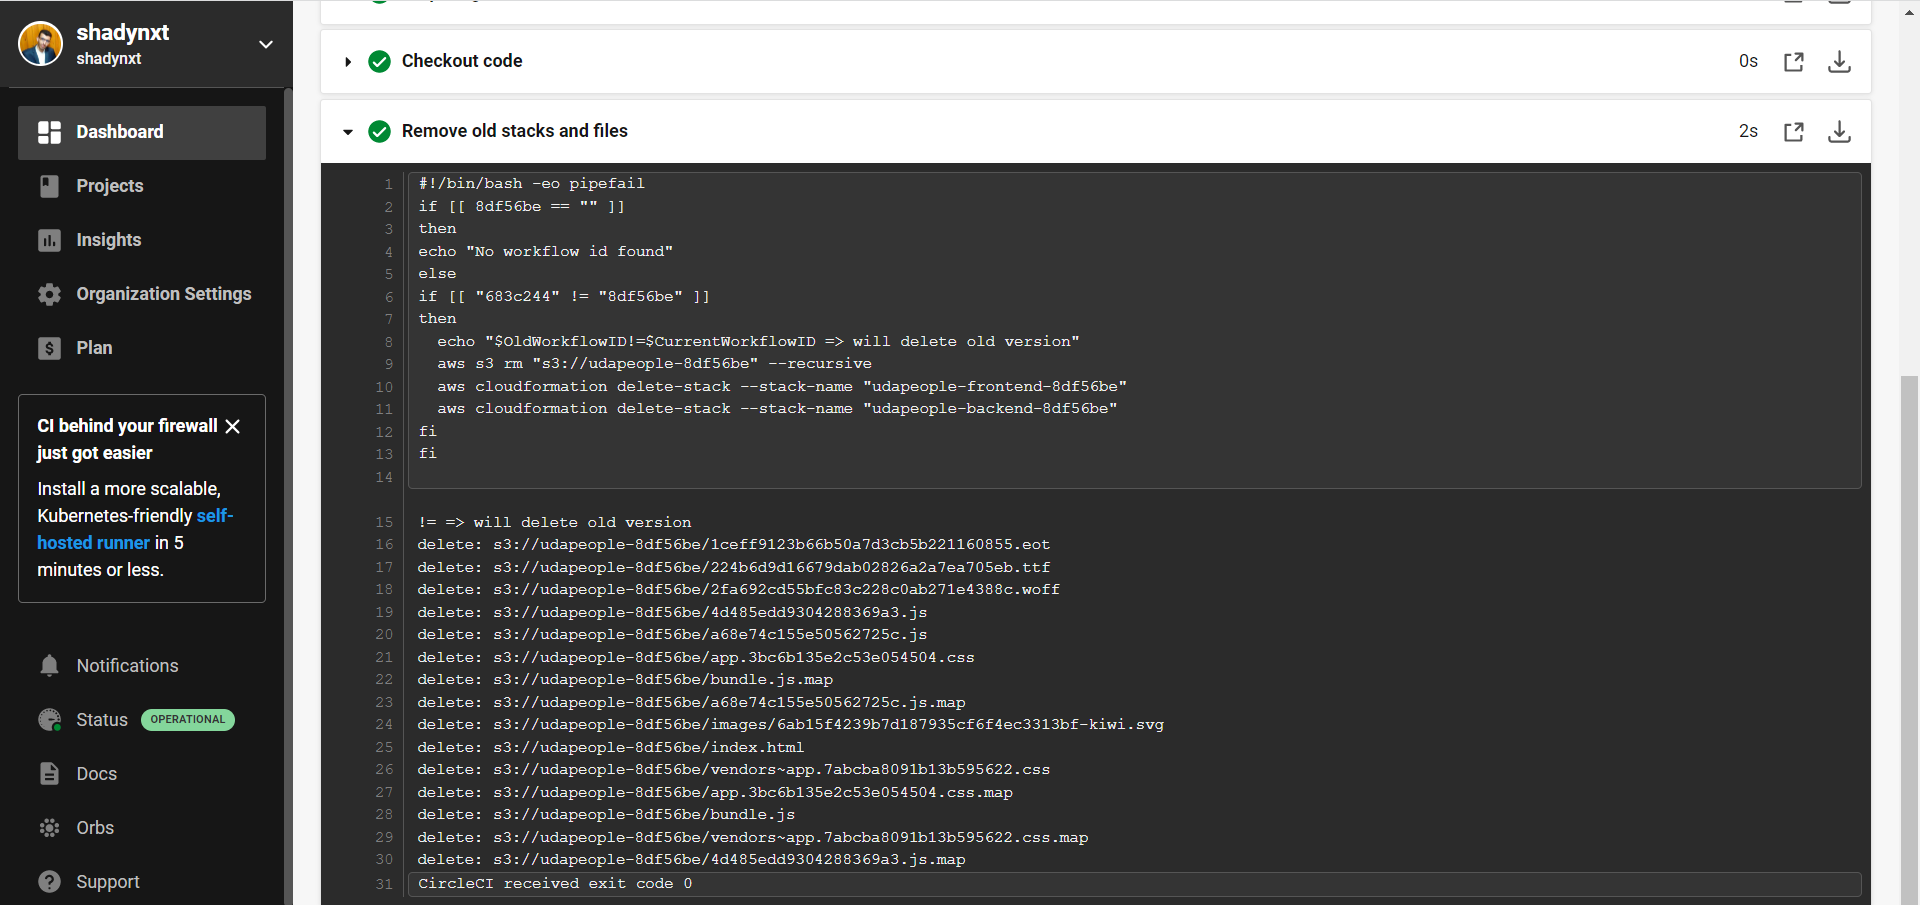 shadynxt
shadynxt
Dashboard
Projects
Insights
Organization Settings
Plan
CI behind your firewall
just got easier
Install a more scalable,
Kubernetes-friendly self-
hosted runner in 5
minutes or less.
Notifications
Status OPERATIONAL
Docs
Orbs
Support
Checkout code 0s
Remove old stacks and files 2s
1 #!/bin/bash -eo pipefail
2 if [[ 8df56be == "" ]]
3 then
4 echo "No workflow id found"
5 else
6 if [[ "683c244" != "8df56be" ]]
7 then
8   echo "$OldWorkflowID!=$CurrentWorkflowID => will delete old version"
9   aws s3 rm "s3://udapeople-8df56be" --recursive
10   aws cloudformation delete-stack --stack-name "udapeople-frontend-8df56be"
11   aws cloudformation delete-stack --stack-name "udapeople-backend-8df56be"
12 fi
13 fi
14
15 != => will delete old version
16 delete: s3://udapeople-8df56be/1ceff9123b66b50a7d3cb5b221160855.eot
17 delete: s3://udapeople-8df56be/224b6d9d16679dab02826a2a7ea705eb.ttf
18 delete: s3://udapeople-8df56be/2fa692cd55bfc83c228c0ab271e4388c.woff
19 delete: s3://udapeople-8df56be/4d485edd9304288369a3.js
20 delete: s3://udapeople-8df56be/a68e74c155e50562725c.js
21 delete: s3://udapeople-8df56be/app.3bc6b135e2c53e054504.css
22 delete: s3://udapeople-8df56be/bundle.js.map
23 delete: s3://udapeople-8df56be/a68e74c155e50562725c.js.map
24 delete: s3://udapeople-8df56be/images/6ab15f4239b7d187935cf6f4ec3313bf-kiwi.svg
25 delete: s3://udapeople-8df56be/index.html
26 delete: s3://udapeople-8df56be/vendors~app.7abcba8091b13b595622.css
27 delete: s3://udapeople-8df56be/app.3bc6b135e2c53e054504.css.map
28 delete: s3://udapeople-8df56be/bundle.js
29 delete: s3://udapeople-8df56be/vendors~app.7abcba8091b13b595622.css.map
30 delete: s3://udapeople-8df56be/4d485edd9304288369a3.js.map
31 CircleCI received exit code 0